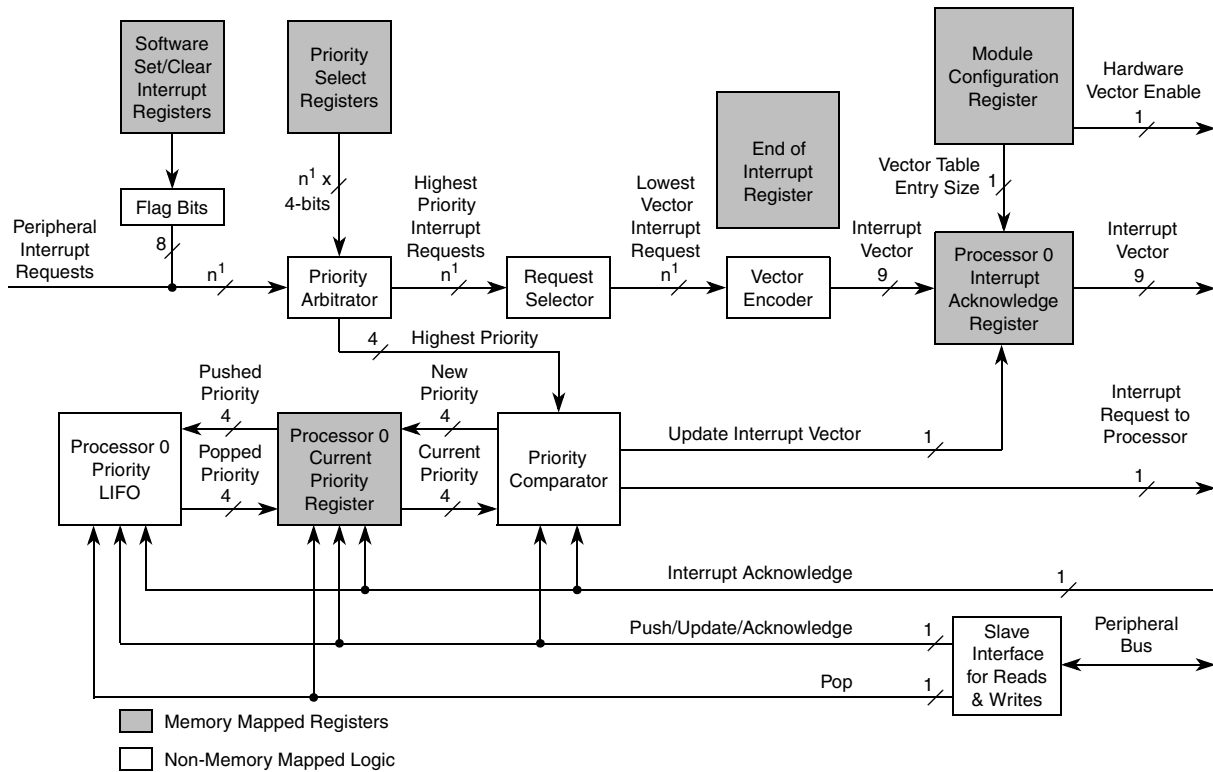 Software
Set/Clear
Interrupt
Registers
Priority
Select
Registers
Module
Configuration
Register
Hardware
Vector Enable
1
End of
Interrupt
Register
Flag Bits
8
n¹ x
4-bits
Vector Table
Entry Size
1
Peripheral
Interrupt
Requests
n¹
Priority
Arbitrator
Highest
Priority
Interrupt
Requests
n¹
Request
Selector
Lowest
Vector
Interrupt
Request
n¹
Vector
Encoder
Interrupt
Vector
9
Processor 0
Interrupt
Acknowledge
Register
Interrupt
Vector
9
4
Highest Priority
Pushed
Priority
4
New
Priority
4
Processor 0
Priority
LIFO
Popped
Priority
4
Processor 0
Current
Priority
Register
Current
Priority
4
Priority
Comparator
Update Interrupt Vector
1
Interrupt
Request to
Processor
1
Interrupt Acknowledge
1
Push/Update/Acknowledge
1
Slave
Interface
for Reads
& Writes
Peripheral
Bus
Pop
1
Memory Mapped Registers
Non-Memory Mapped Logic